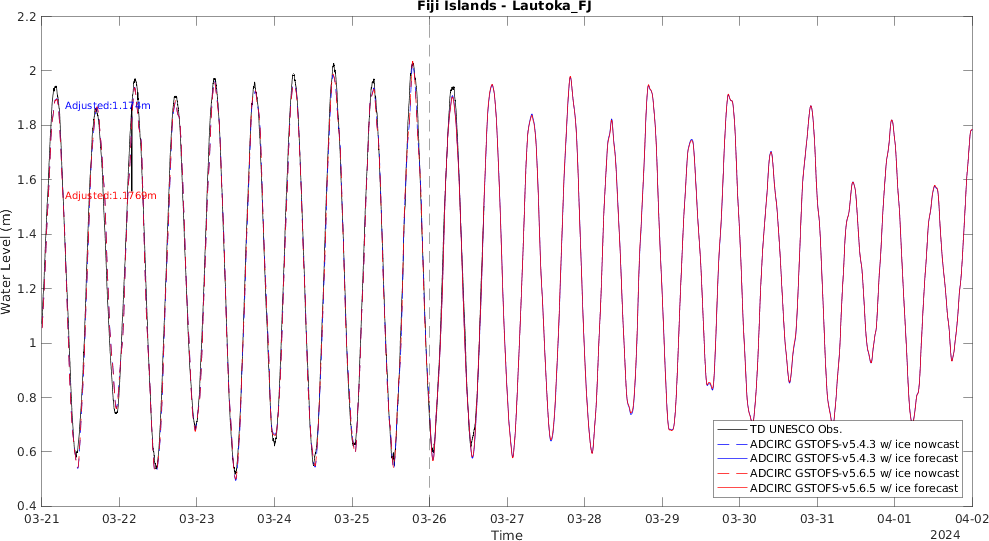 Fiji Islands - Lautoka_FJ
2.2
2
1.8
1.6
1.4
1.2
1
0.8
0.6
0.4
Water Level (m)
Adjusted:1.174m
Adjusted:1.1769m
TD UNESCO Obs.
ADCIRC GSTOFS-v5.4.3 w/ ice nowcast
ADCIRC GSTOFS-v5.4.3 w/ ice forecast
ADCIRC GSTOFS-v5.6.5 w/ ice nowcast
ADCIRC GSTOFS-v5.6.5 w/ ice forecast
03-21 03-22 03-23 03-24 03-25 03-26 03-27 03-28 03-29 03-30 03-31 04-01 04-02
Time
2024